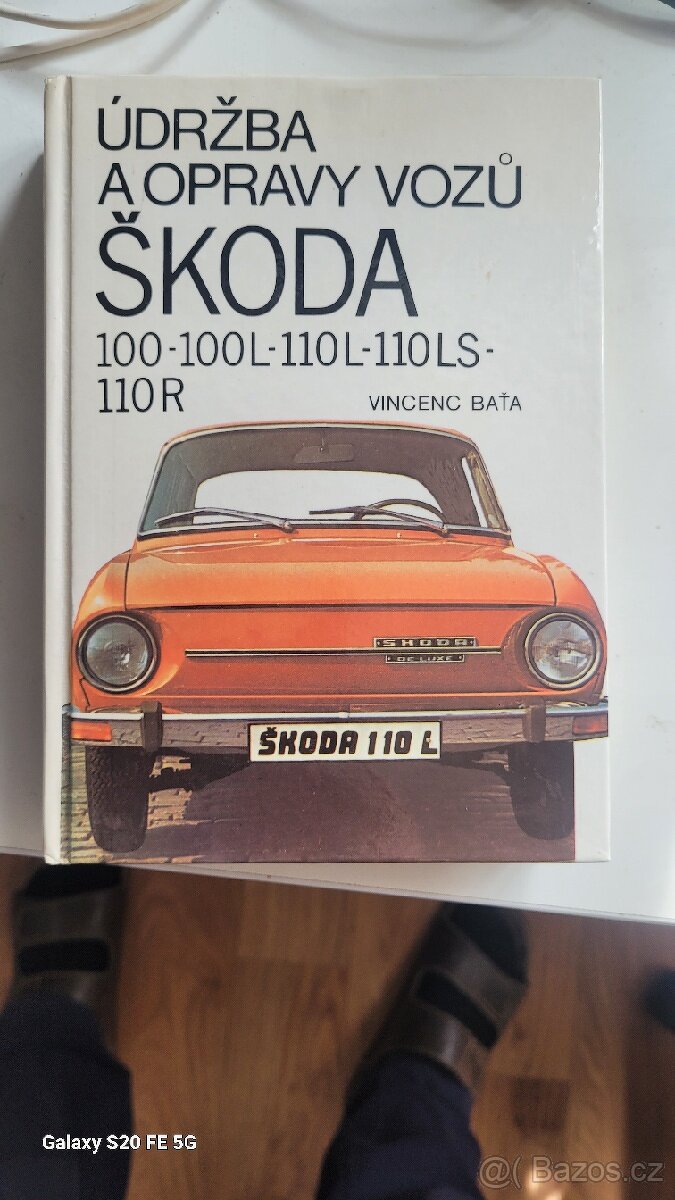 ÚDRŽBA
A OPRAVY VOZŮ
ŠKODA
100-100L-110L-110LS-
110R
VINCENC BAŤA
SKODA
DE LUXE
ŠKODA 110 L
Galaxy S20 FE 5G
@( Bazos.cz